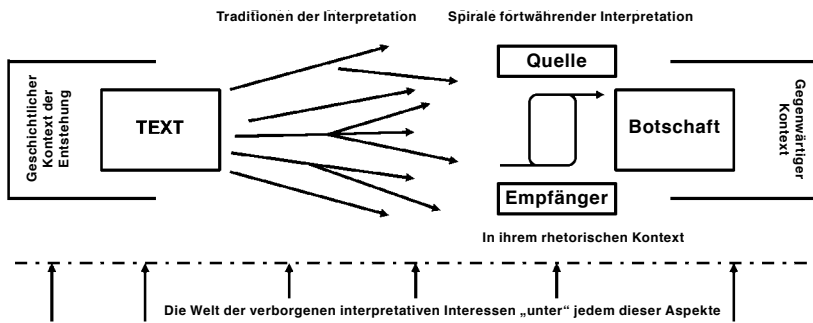 Traditionen der Interpretation
Spirale fortwährender Interpretation
Geschichtlicher
Kontext der
Entstehung
TEXT
Quelle
Botschaft
Empfänger
Gegenwärtiger
Kontext
In ihrem rhetorischen Kontext
Die Welt der verborgenen interpretativen Interessen „unter“ jedem dieser Aspekte